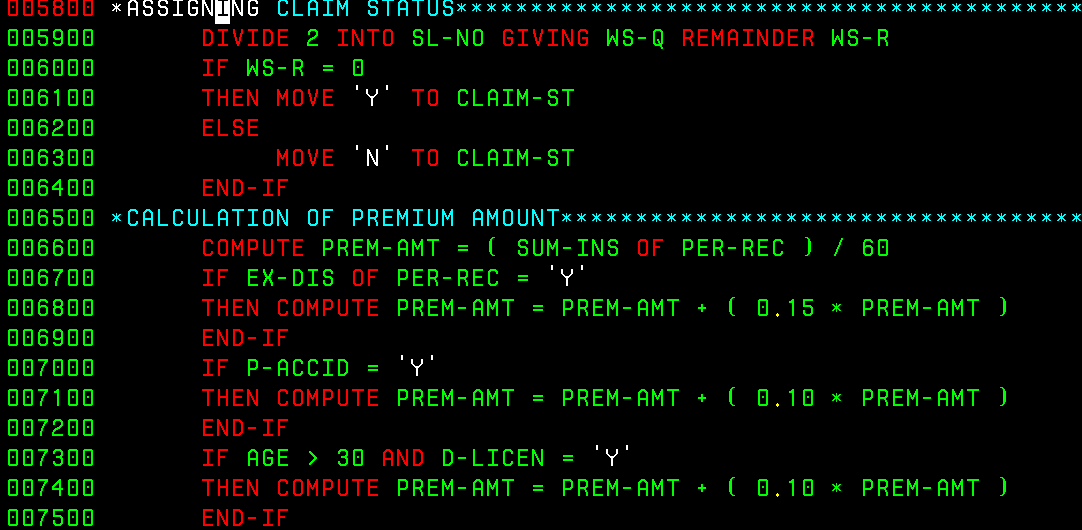 005800 *ASSIGNING CLAIM STATUS******************************************
005900       DIVIDE 2 INTO SL-NO GIVING WS-Q REMAINDER WS-R
006000       IF WS-R = 0
006100       THEN MOVE 'Y' TO CLAIM-ST
006200       ELSE
006300            MOVE 'N' TO CLAIM-ST
006400       END-IF
006500 *CALCULATION OF PREMIUM AMOUNT***********************************
006600       COMPUTE PREM-AMT = ( SUM-INS OF PER-REC ) / 60
006700       IF EX-DIS OF PER-REC = 'Y'
006800       THEN COMPUTE PREM-AMT = PREM-AMT + ( 0.15 * PREM-AMT )
006900       END-IF
007000       IF P-ACCID = 'Y'
007100       THEN COMPUTE PREM-AMT = PREM-AMT + ( 0.10 * PREM-AMT )
007200       END-IF
007300       IF AGE > 30 AND D-LICEN = 'Y'
007400       THEN COMPUTE PREM-AMT = PREM-AMT + ( 0.10 * PREM-AMT )
007500       END-IF